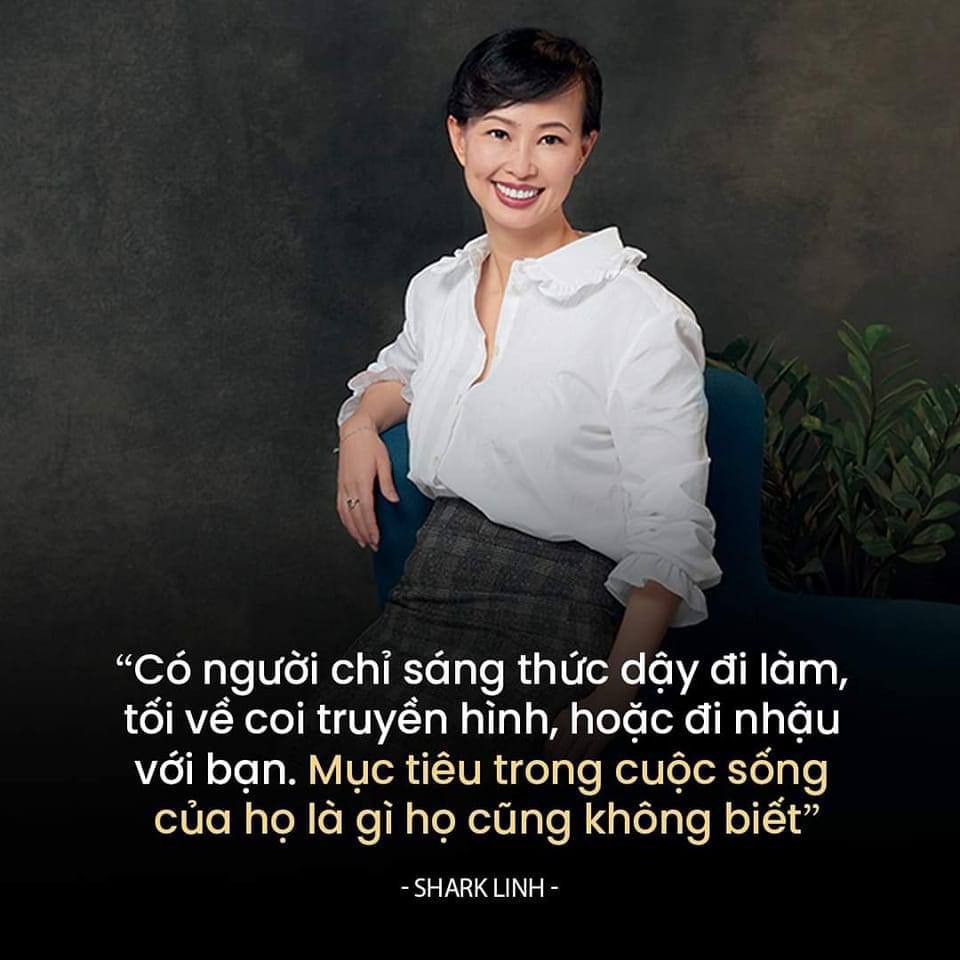 “Có người chỉ sáng thức dậy đi làm,
tối về coi truyền hình, hoặc đi nhậu
với bạn. Mục tiêu trong cuộc sống
của họ là gì họ cũng không biết”
- SHARK LINH -